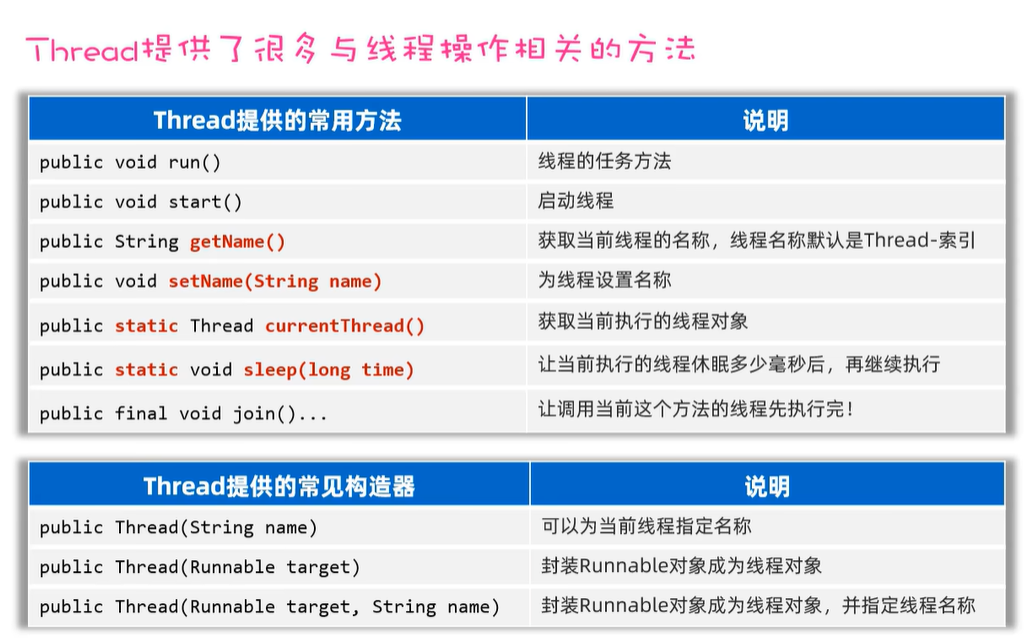 Thread提供了很多与线程操作相关的方法
Thread提供的常用方法 说明
public void run() 线程的任务方法
public void start() 启动线程
public String getName() 获取当前线程的名称，线程名称默认是Thread-索引
public void setName(String name) 为线程设置名称
public static Thread currentThread() 获取当前执行的线程对象
public static void sleep(long time) 让当前执行的线程休眠多少毫秒后，再继续执行
public final void join()... 让调用当前这个方法的线程先执行完！
Thread提供的常见构造器 说明
public Thread(String name) 可以为当前线程指定名称
public Thread(Runnable target) 封装Runnable对象成为线程对象
public Thread(Runnable target, String name) 封装Runnable对象成为线程对象，并指定线程名称